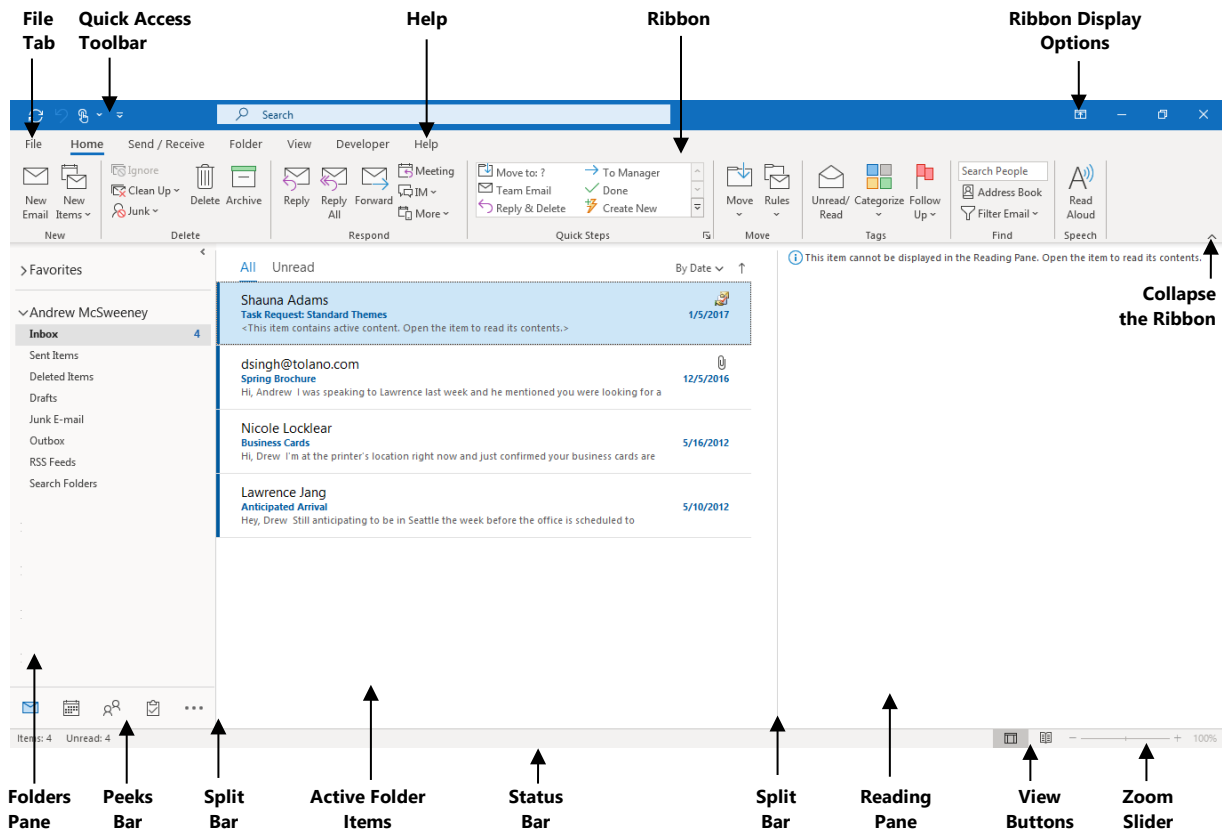 File Tab
Quick Access Toolbar
Help
Ribbon
Ribbon Display Options
Search
File Home Send / Receive Folder View Developer Help
New Email
New Items
New
Ignore
Clean Up
Junk
Delete
Archive
Delete
Reply
Reply All
Forward
Meeting
IM
More
Respond
Move to: ?
Team Email
Reply & Delete
To Manager
Done
Create New
Quick Steps
Move
Rules
Move
Unread/ Read
Categorize
Follow Up
Tags
Search People
Address Book
Filter Email
Find
Read Aloud
Speech
Collapse the Ribbon
Favorites
Andrew McSweeney
Inbox 4
Sent Items
Deleted Items
Drafts
Junk E-mail
Outbox
RSS Feeds
Search Folders
All Unread By Date
Shauna Adams
Task Request: Standard Themes 1/5/2017
<This item contains active content. Open the item to read its contents.>
dsingh@tolano.com
Spring Brochure 12/5/2016
Hi, Andrew I was speaking to Lawrence last week and he mentioned you were looking for a
Nicole Locklear
Business Cards 5/16/2012
Hi, Drew I'm at the printer's location right now and just confirmed your business cards are
Lawrence Jang
Anticipated Arrival 5/10/2012
Hey, Drew Still anticipating to be in Seattle the week before the office is scheduled to
This item cannot be displayed in the Reading Pane. Open the item to read its contents.
Items: 4 Unread: 4
100%
Folders Pane
Peeks Bar
Split Bar
Active Folder Items
Status Bar
Split Bar
Reading Pane
View Buttons
Zoom Slider